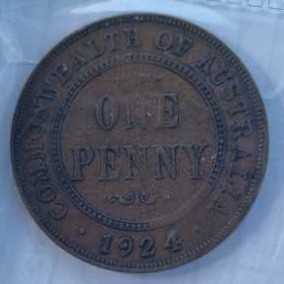 COMMONWEALTH OF AUSTRALIA
ONE
PENNY
· 1924 ·